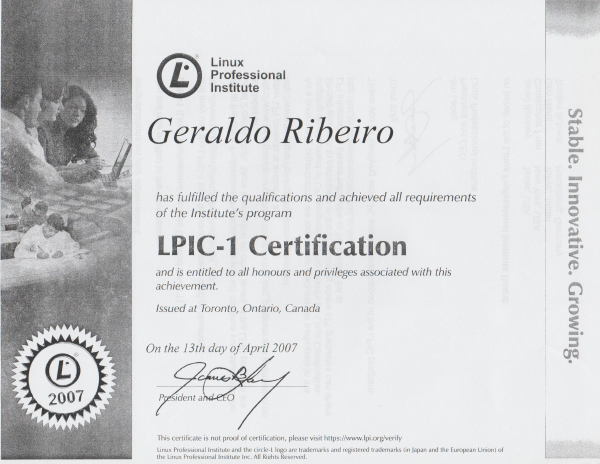 Linux
Professional
Institute
Geraldo Ribeiro
has fulfilled the qualifications and achieved all requirements
of the Institute's program
LPIC-1 Certification
and is entitled to all honours and privileges associated with this
achievement.
Issued at Toronto, Ontario, Canada
On the 13th day of April 2007
President and CEO
This certificate is not proof of certification, please visit https://www.lpi.org/verify
Linux Professional Institute and the circle-L logo are trademarks and registered trademarks (in Japan and the European Union) of
the Linux Professional Institute Inc. All Rights Reserved.
L
2007
Stable. Innovative. Growing.